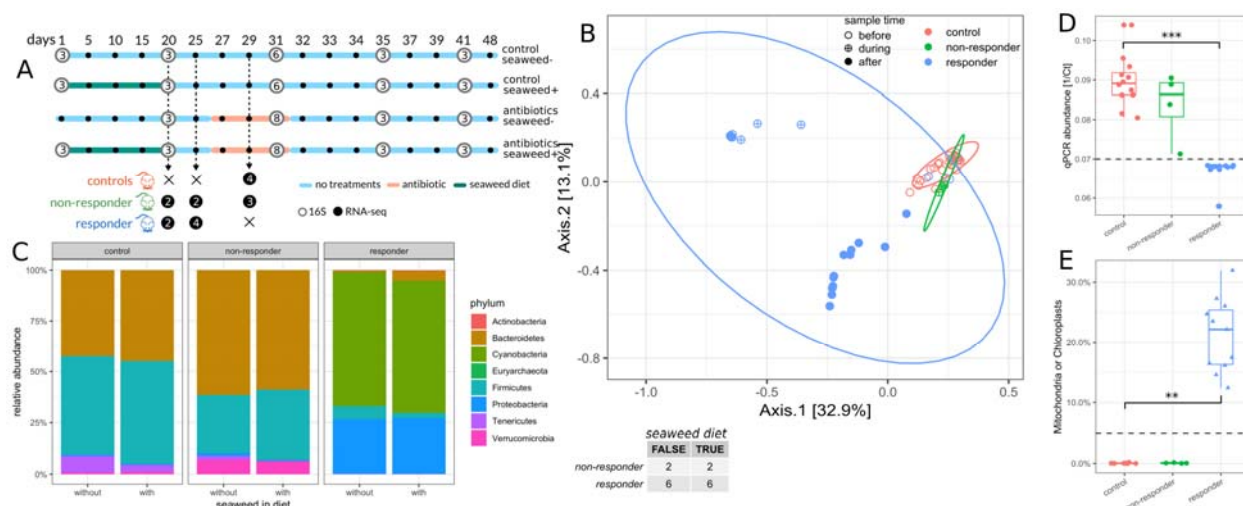 A
days 1 5 10 15 20 25 29 31 32 34 35 39 41 48
3 3 6 3 3 control seaweed-
3 3 6 3 3 control seaweed+
3 8 3 3 antibiotics seaweed-
3 3 8 3 3 antibiotics seaweed+
controls × × 4
non-responder 2 2 3
responder 2 4 ×
no treatments antibiotic seaweed diet
16S RNA-seq
B
sample time
before
during
after
control
non-responder
responder
Axis.2 [13.1%]
0.4
0.0
-0.4
-0.8
-1.0 -0.5 0.0 0.5
Axis.1 [32.9%]
seaweed diet
FALSE TRUE
non-responder 2 2
responder 6 6
C
control non-responder responder
relative abundance
100%
75%
50%
25%
0%
without with without with without with
seaweed in diet
phylum
Actinobacteria
Bacteroidetes
Cyanobacteria
Euryarchaeota
Firmicutes
Proteobacteria
Tenericutes
Verrucomicrobia
D
qPCR abundance [1/Ct]
0.10
0.09
0.08
0.07
0.06
***
control non-responder responder
E
Mitochondria or Chloroplasts
30.0%
20.0%
10.0%
0.0%
**
control non-responder responder